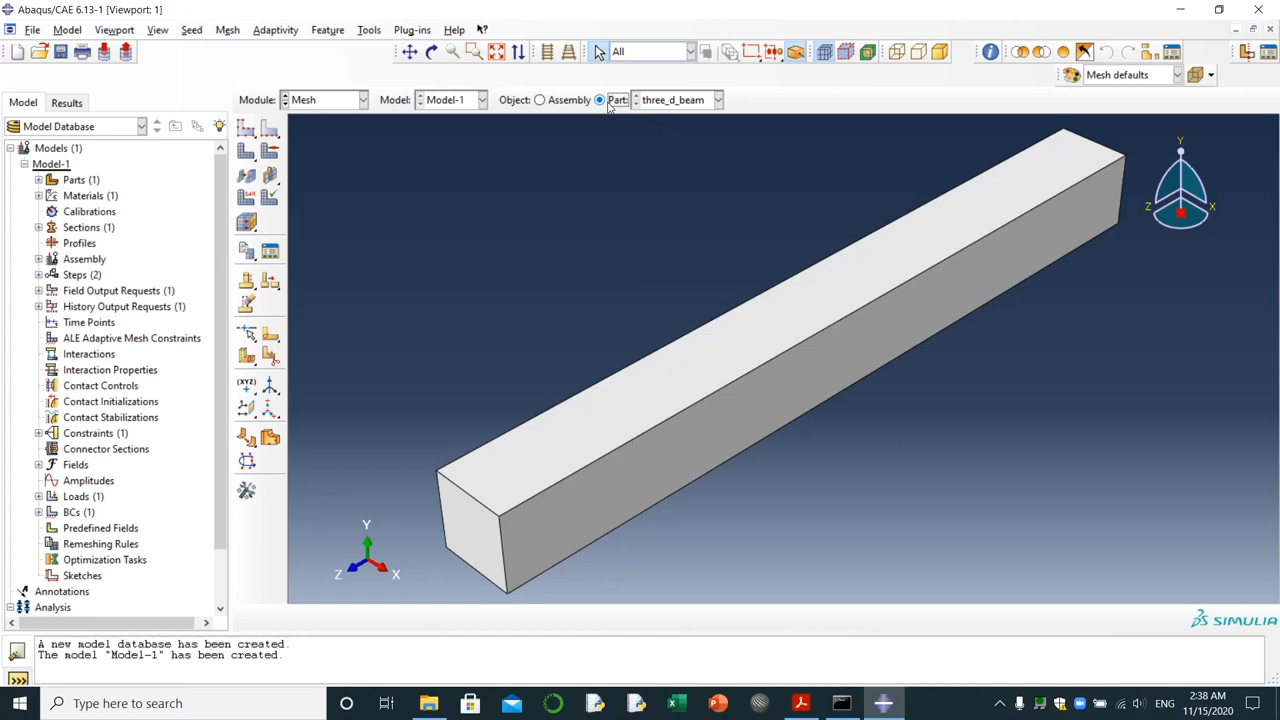 Abaqus/CAE 6.13-1 [Viewport: 1]
File Model Viewport View Seed Mesh Adaptivity Feature Tools Plug-ins Help
All
Mesh defaults
Model Results
Module: Mesh Model: Model-1 Object: Assembly Part: three_d_beam
Model Database
Models (1)
Model-1
Parts (1)
Materials (1)
Calibrations
Sections (1)
Profiles
Assembly
Steps (2)
Field Output Requests (1)
History Output Requests (1)
Time Points
ALE Adaptive Mesh Constraints
Interactions
Interaction Properties
Contact Controls
Contact Initializations
Contact Stabilizations
Constraints (1)
Connector Sections
Fields
Amplitudes
Loads (1)
BCs (1)
Predefined Fields
Remeshing Rules
Optimization Tasks
Sketches
Annotations
Analysis
(XYZ)
Y
Z X
Y
Z X
SIMULIA
A new model database has been created.
The model "Model-1" has been created.
>>>
Type here to search
ENG
2:38 AM
11/15/2020